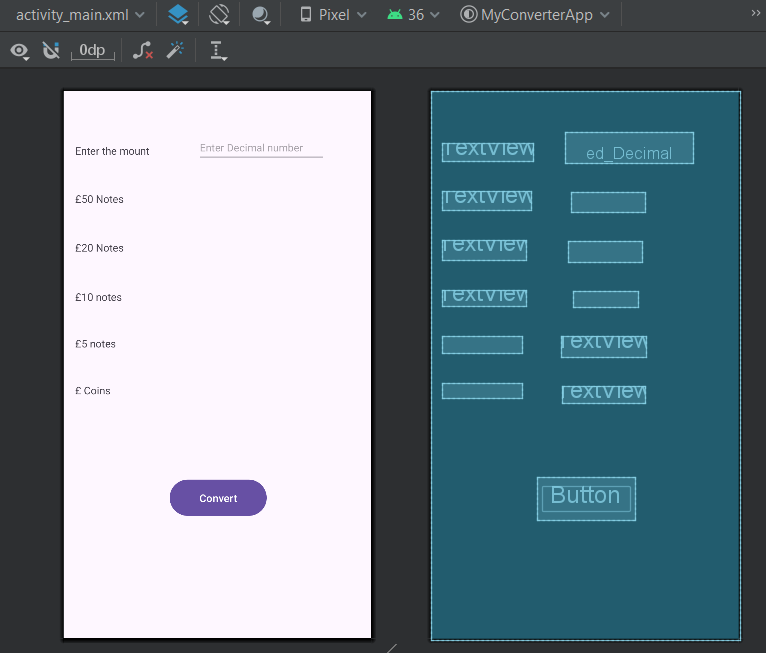 activity_main.xml Pixel 36 MyConverterApp
0dp
Enter the mount Enter Decimal number
£50 Notes
£20 Notes
£10 notes
£5 notes
£ Coins
Convert
TextView ed_Decimal
TextView
TextView
TextView
TextView
TextView
Button